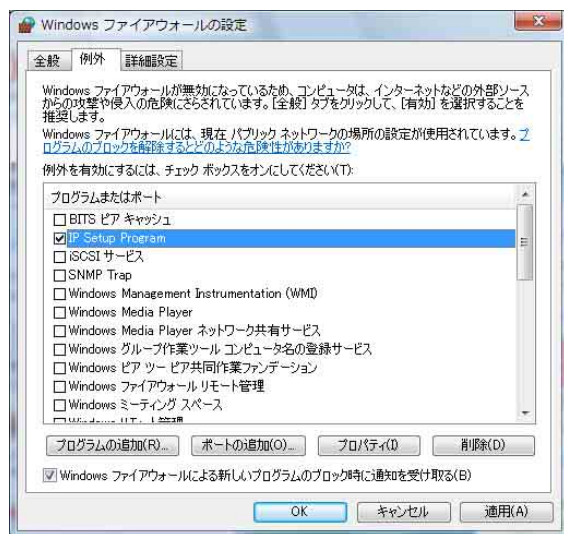 Windows ファイアウォールの設定
全般
例外
詳細設定
Windows ファイアウォールが無効になっているため、コンピュータは、インターネットなどの外部ソース
からの攻撃や侵入の危険にさらされています。[全般] タブをクリックして、[有効] を選択することを
推奨します。
Windows ファイアウォールには、現在 パブリック ネットワークの場所の設定が使用されています。プ
ログラムのブロックを解除するとどのような危険性がありますか?
例外を有効にするには、チェック ボックスをオンにしてください(T):
プログラムまたはポート
BITS ピア キャッシュ
IP Setup Program
iSCSI サービス
SNMP Trap
Windows Management Instrumentation (WMI)
Windows Media Player
Windows Media Player ネットワーク共有サービス
Windows グループ作業ツール コンピュータ名の登録サービス
Windows ピア ツー ピア共同作業ファンデーション
Windows ファイアウォール リモート管理
Windows ミーティング スペース
Windows リモート管理
プログラムの追加(R)...
ポートの追加(O)...
プロパティ(I)
削除(D)
Windows ファイアウォールによる新しいプログラムのブロック時に通知を受け取る(B)
OK
キャンセル
適用(A)